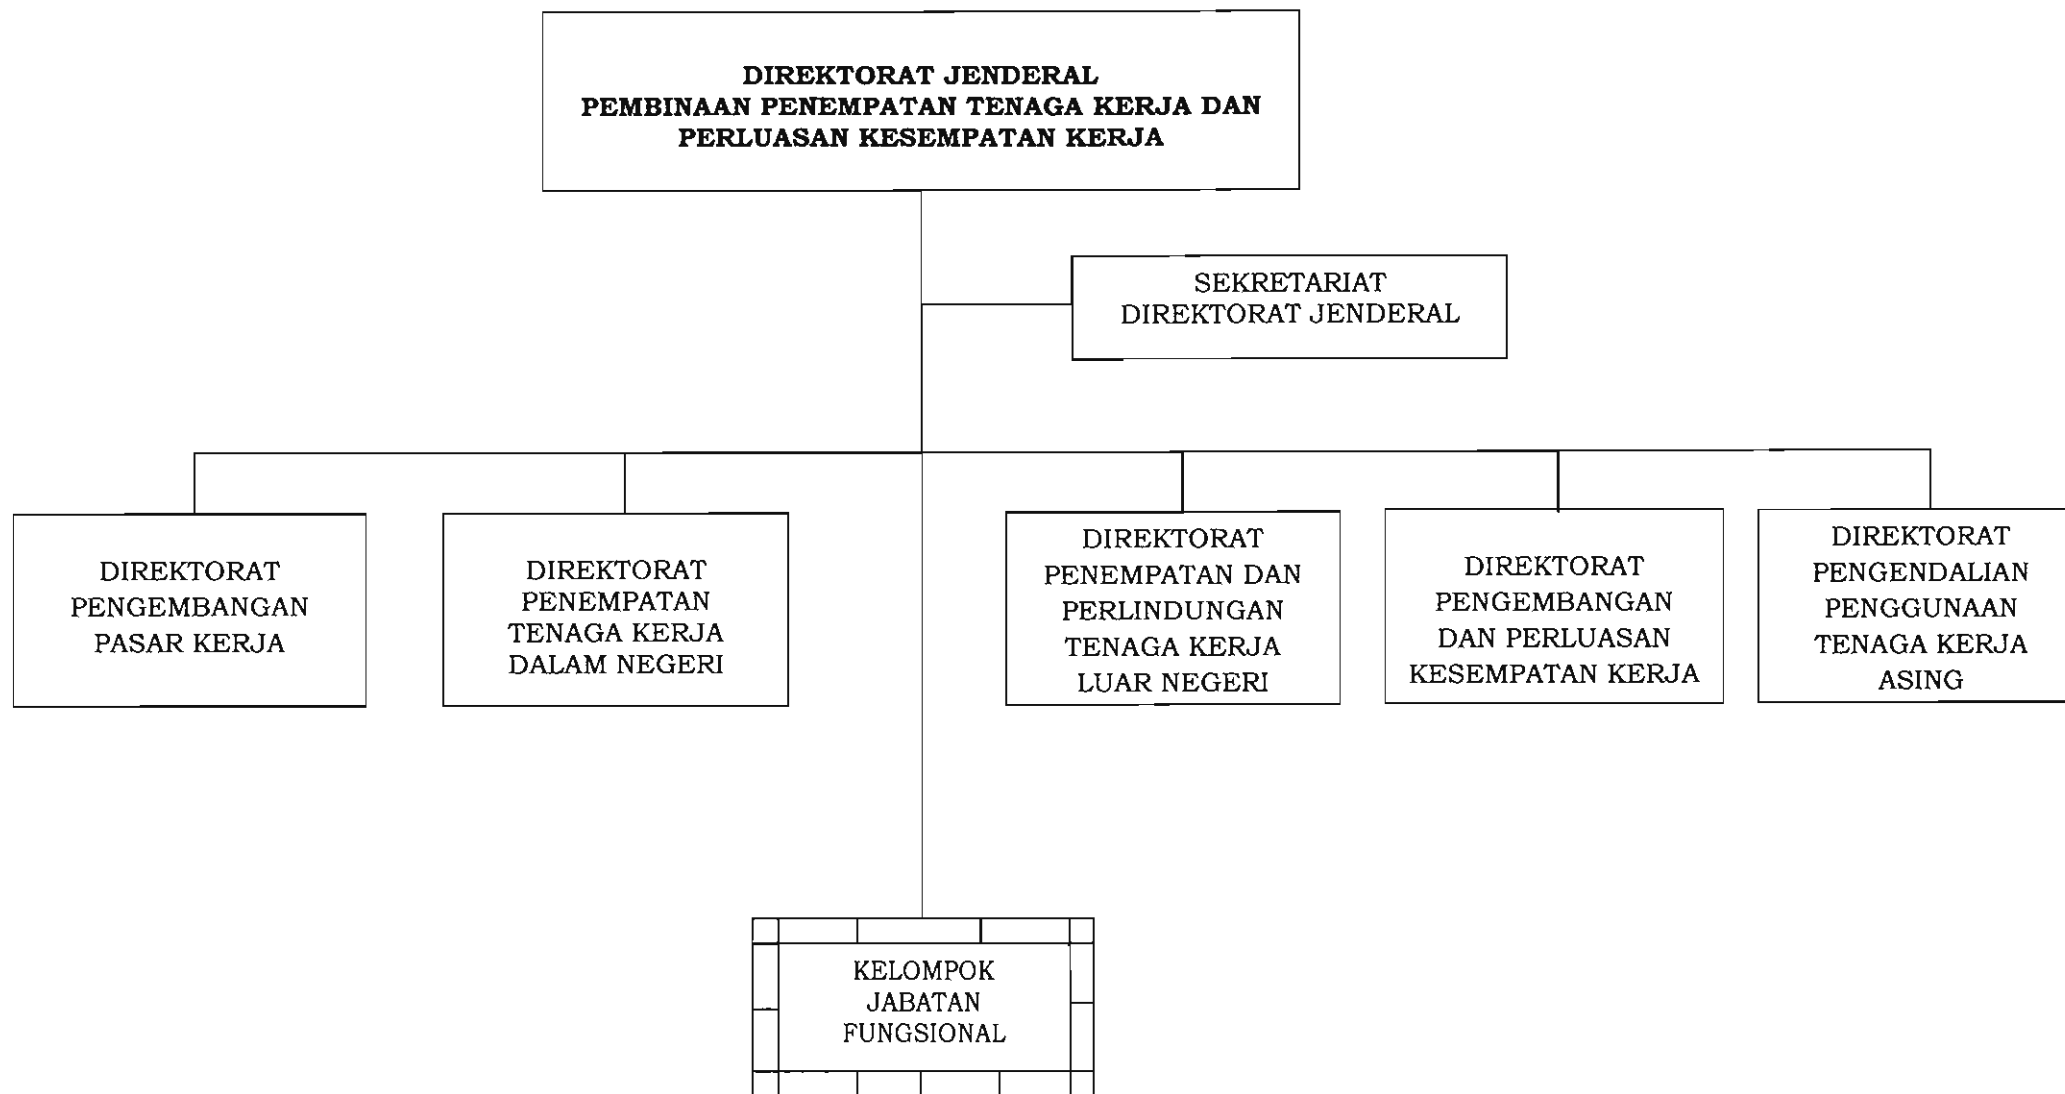 DIREKTORAT JENDERAL
PEMBINAAN PENEMPATAN TENAGA KERJA DAN
PERLUASAN KESEMPATAN KERJA
SEKRETARIAT
DIREKTORAT JENDERAL
DIREKTORAT
PENGEMBANGAN
PASAR KERJA
DIREKTORAT
PENEMPATAN
TENAGA KERJA
DALAM NEGERI
DIREKTORAT
PENEMPATAN DAN
PERLINDUNGAN
TENAGA KERJA
LUAR NEGERI
DIREKTORAT
PENGEMBANGAN
DAN PERLUASAN
KESEMPATAN KERJA
DIREKTORAT
PENGENDALIAN
PENGGUNAAN
TENAGA KERJA
ASING
KELOMPOK
JABATAN
FUNGSIONAL